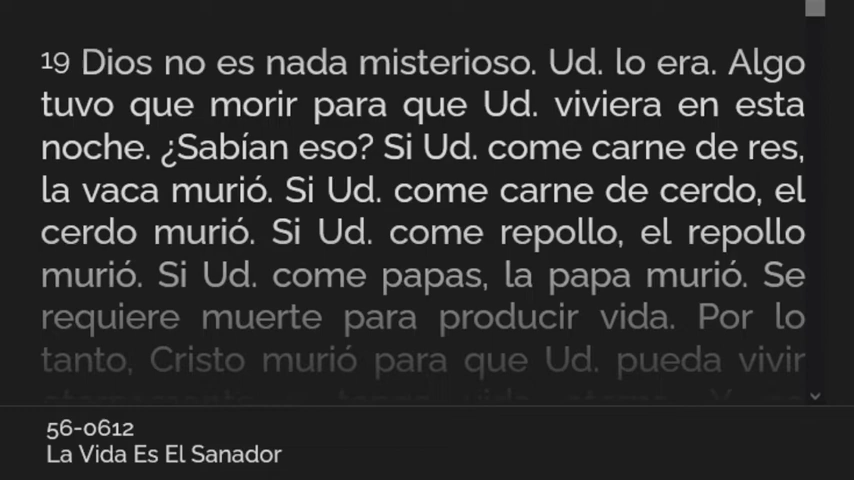 19 Dios no es nada misterioso. Ud. lo era. Algo
tuvo que morir para que Ud. viviera en esta
noche. ¿Sabían eso? Si Ud. come carne de res,
la vaca murió. Si Ud. come carne de cerdo, el
cerdo murió. Si Ud. come repollo, el repollo
murió. Si Ud. come papas, la papa murió. Se
requiere muerte para producir vida. Por lo
tanto, Cristo murió para que Ud. pueda vivir
56-0612
La Vida Es El Sanador